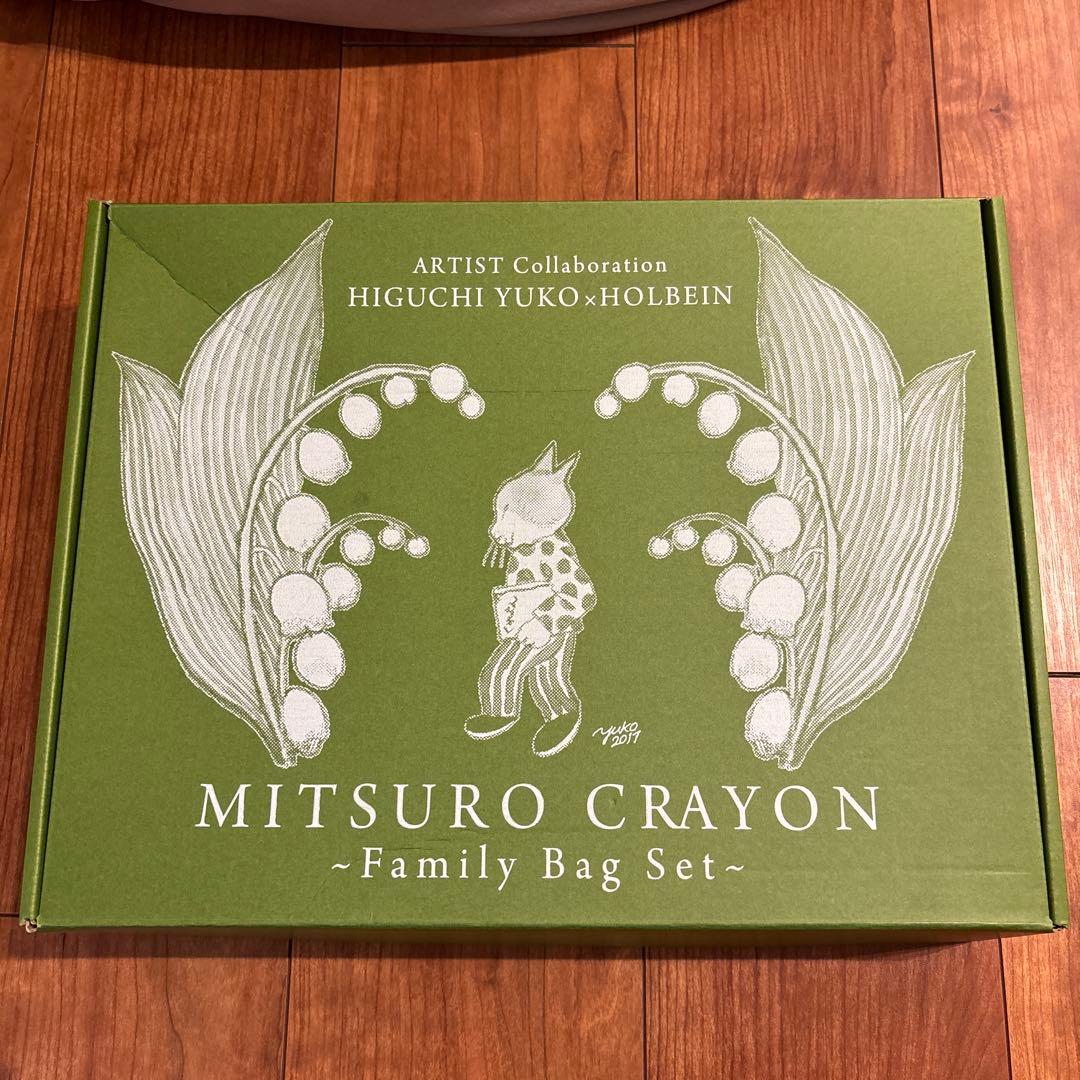 ARTIST Collaboration
HIGUCHI YUKO×HOLBEIN
yuko
2017
MITSURO CRAYON
~Family Bag Set~